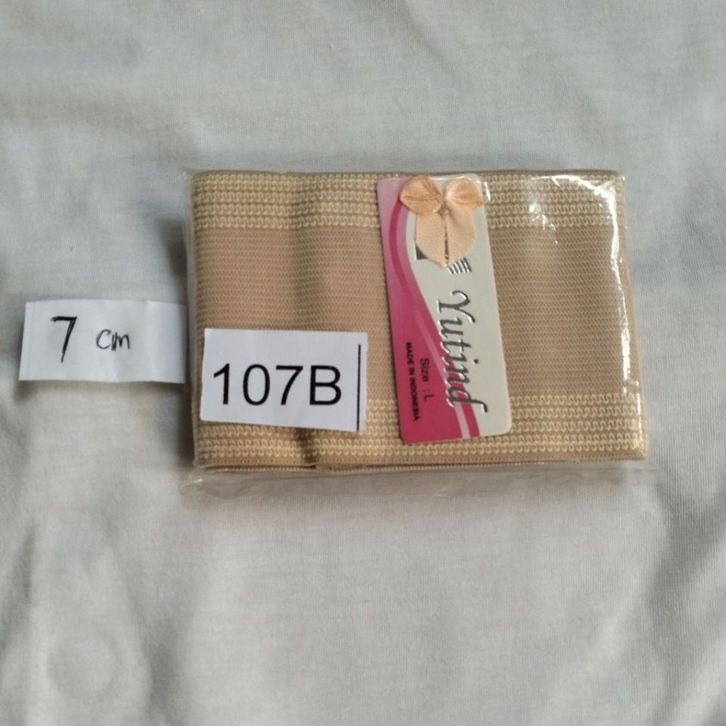 7 cm
107B
Yutind
Size : L
MADE IN INDONESIA